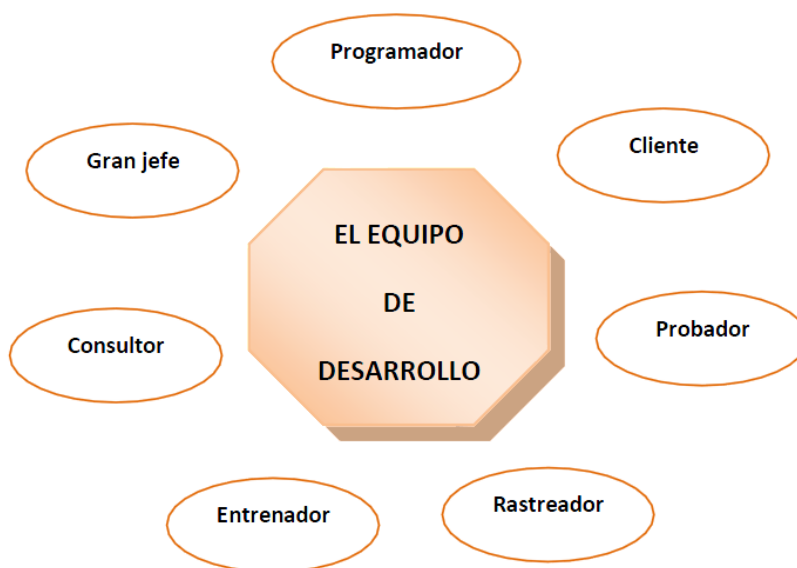 Programador
Cliente
Gran jefe
EL EQUIPO
DE
DESARROLLO
Probador
Consultor
Rastreador
Entrenador